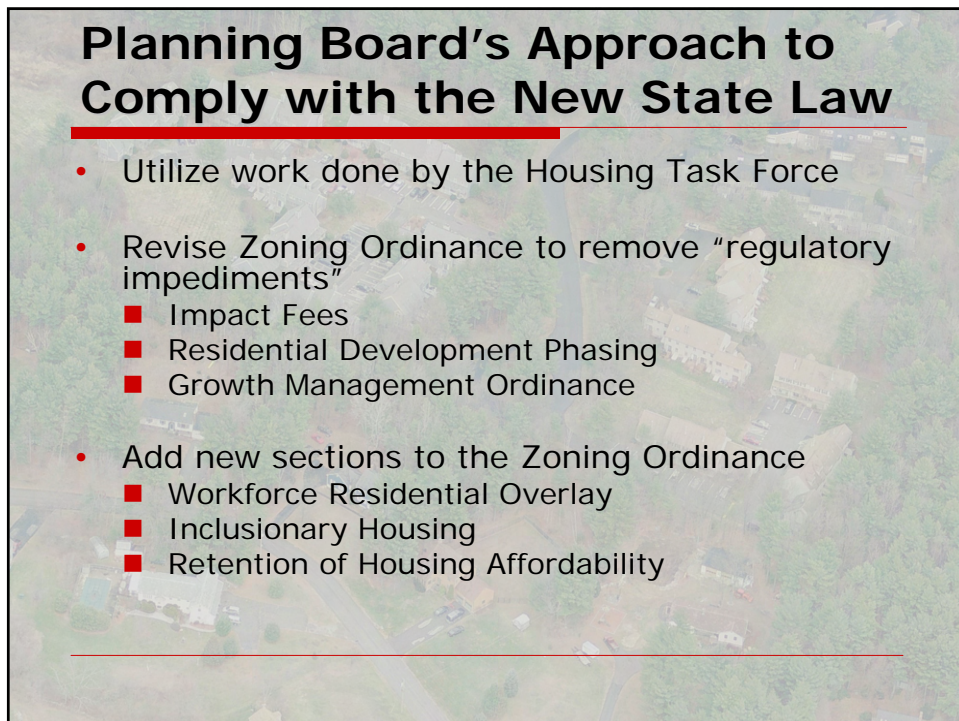 Planning Board's Approach to
Comply with the New State Law
• Utilize work done by the Housing Task Force
• Revise Zoning Ordinance to remove “regulatory
impediments”
■ Impact Fees
■ Residential Development Phasing
■ Growth Management Ordinance
• Add new sections to the Zoning Ordinance
■ Workforce Residential Overlay
■ Inclusionary Housing
■ Retention of Housing Affordability